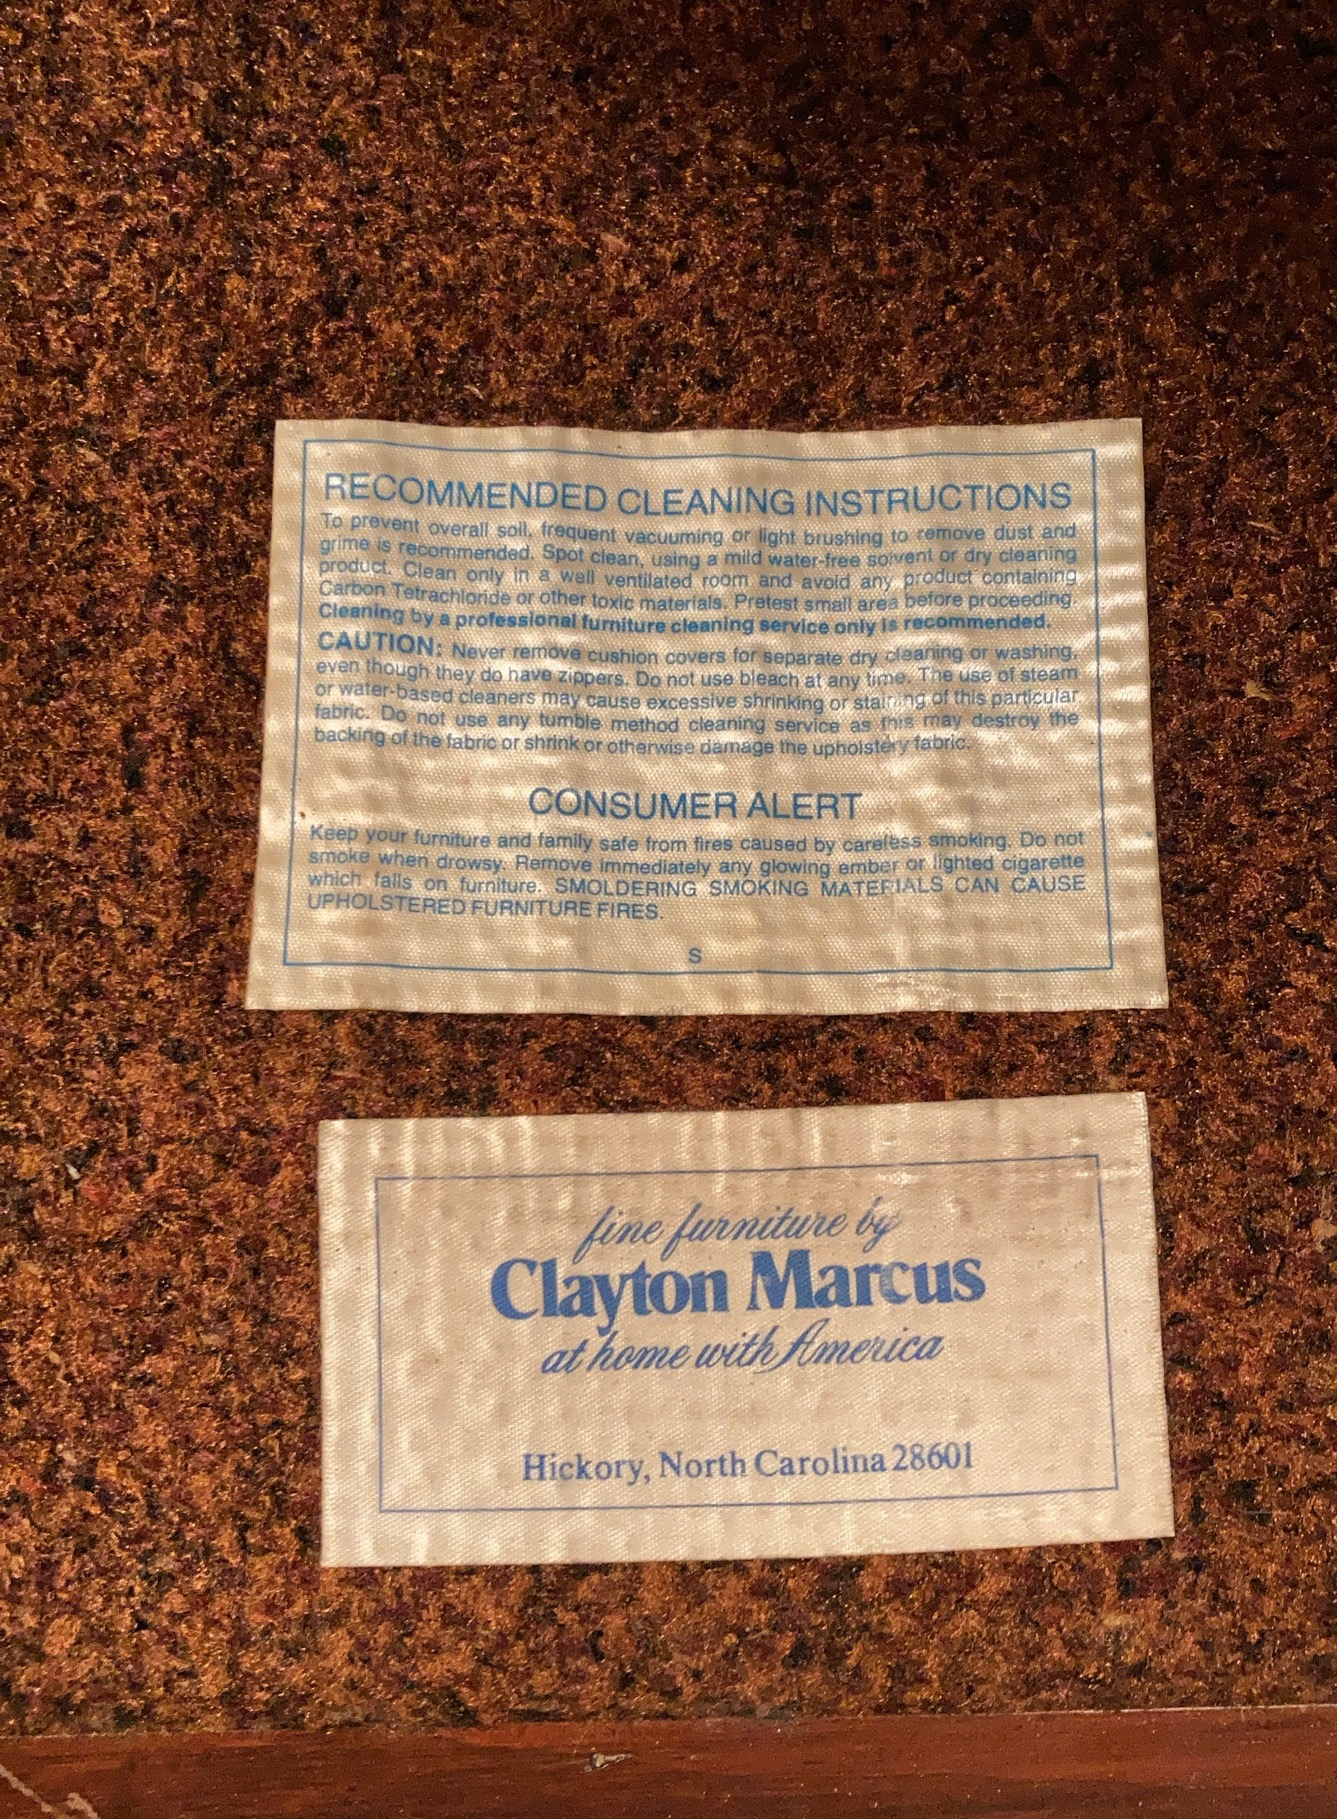 RECOMMENDED CLEANING INSTRUCTIONS
To prevent overall soil, frequent vacuuming or light brushing to remove dust and
grime is recommended. Spot clean, using a mild water-free solvent or dry cleaning
product. Clean only in a well ventilated room and avoid any product containing
Carbon Tetrachloride or other toxic materials. Pretest small area before proceeding.
Cleaning by a professional furniture cleaning service only is recommended.
CAUTION: Never remove cushion covers for separate dry cleaning or washing,
even though they do have zippers. Do not use bleach at any time. The use of steam
or water-based cleaners may cause excessive shrinking or staining of this particular
fabric. Do not use any tumble method cleaning service as this may destroy the
backing of the fabric or shrink or otherwise damage the upholstery fabric.
CONSUMER ALERT
Keep your furniture and family safe from fires caused by careless smoking. Do not
smoke when drowsy. Remove immediately any glowing ember or lighted cigarette
which falls on furniture. SMOLDERING SMOKING MATERIALS CAN CAUSE
UPHOLSTERED FURNITURE FIRES.
S
fine furniture by
Clayton Marcus
at home with America
Hickory, North Carolina 28601